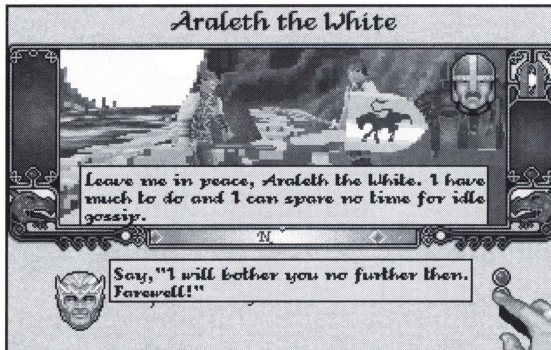 Araleth the White
Leave me in peace, Araleth the White. I have
much to do and I can spare no time for idle
gossip.
N
Say,"I will bother you no further then.
Farewell!"